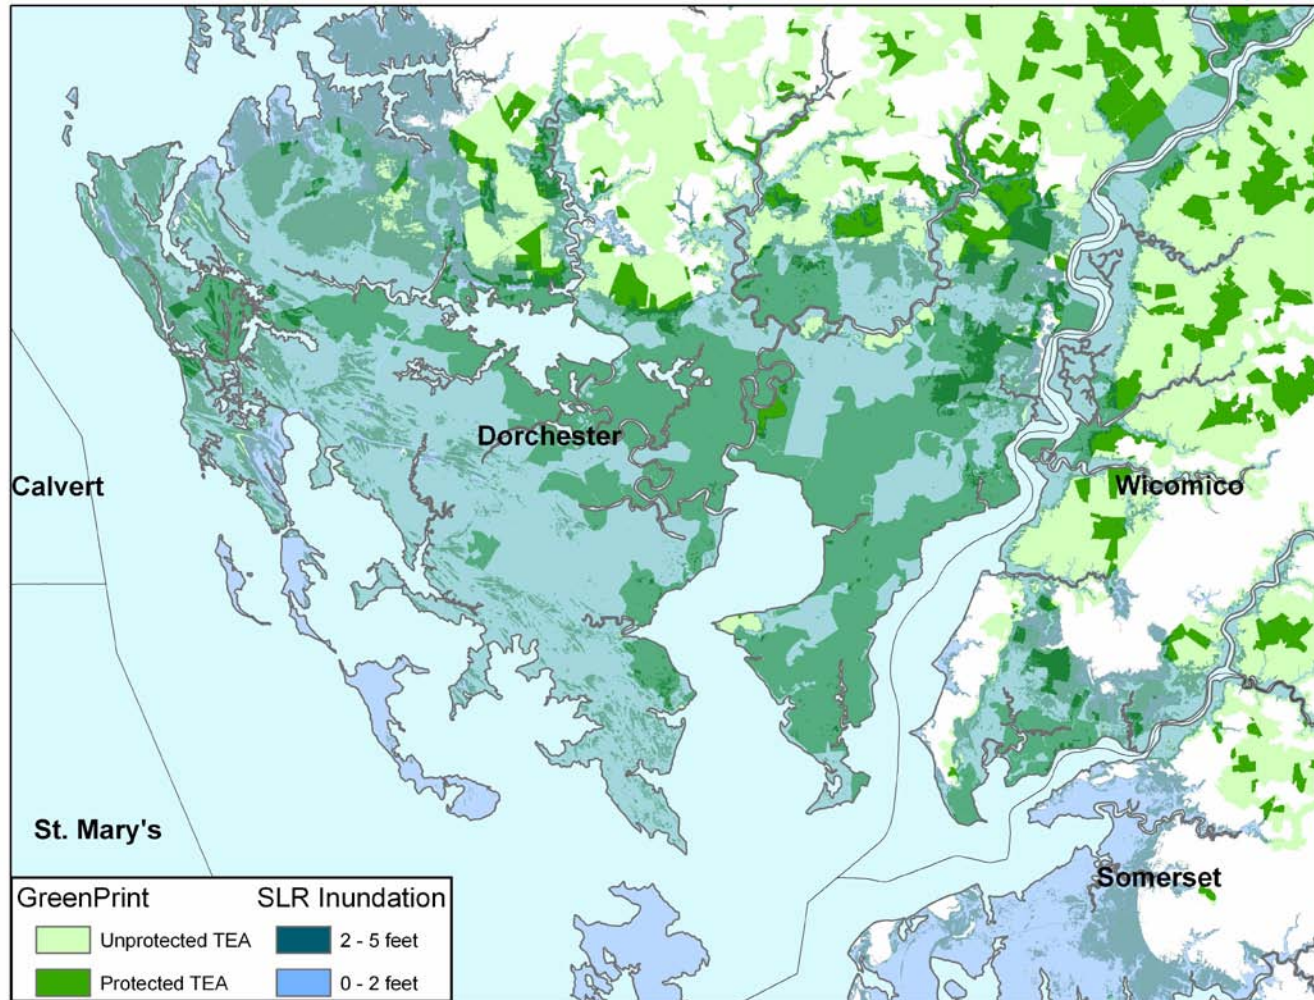 Dorchester
Calvert
Wicomico
St. Mary's
Somerset
GreenPrint
SLR Inundation
Unprotected TEA
2 - 5 feet
Protected TEA
0 - 2 feet